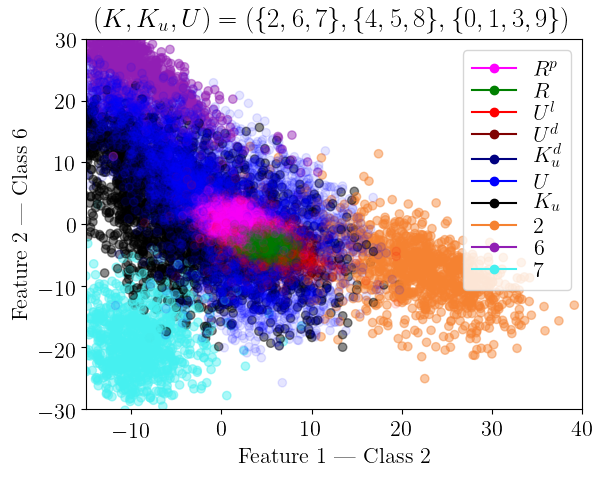 (K, K_u, U) = ({2, 6, 7}, {4, 5, 8}, {0, 1, 3, 9})
30
20
10
0
−10
−20
−30
Feature 2 — Class 6
R^p
R
U^l
U^d
K_u^d
U
K_u
2
6
7
−10
0
10
20
30
40
Feature 1 — Class 2